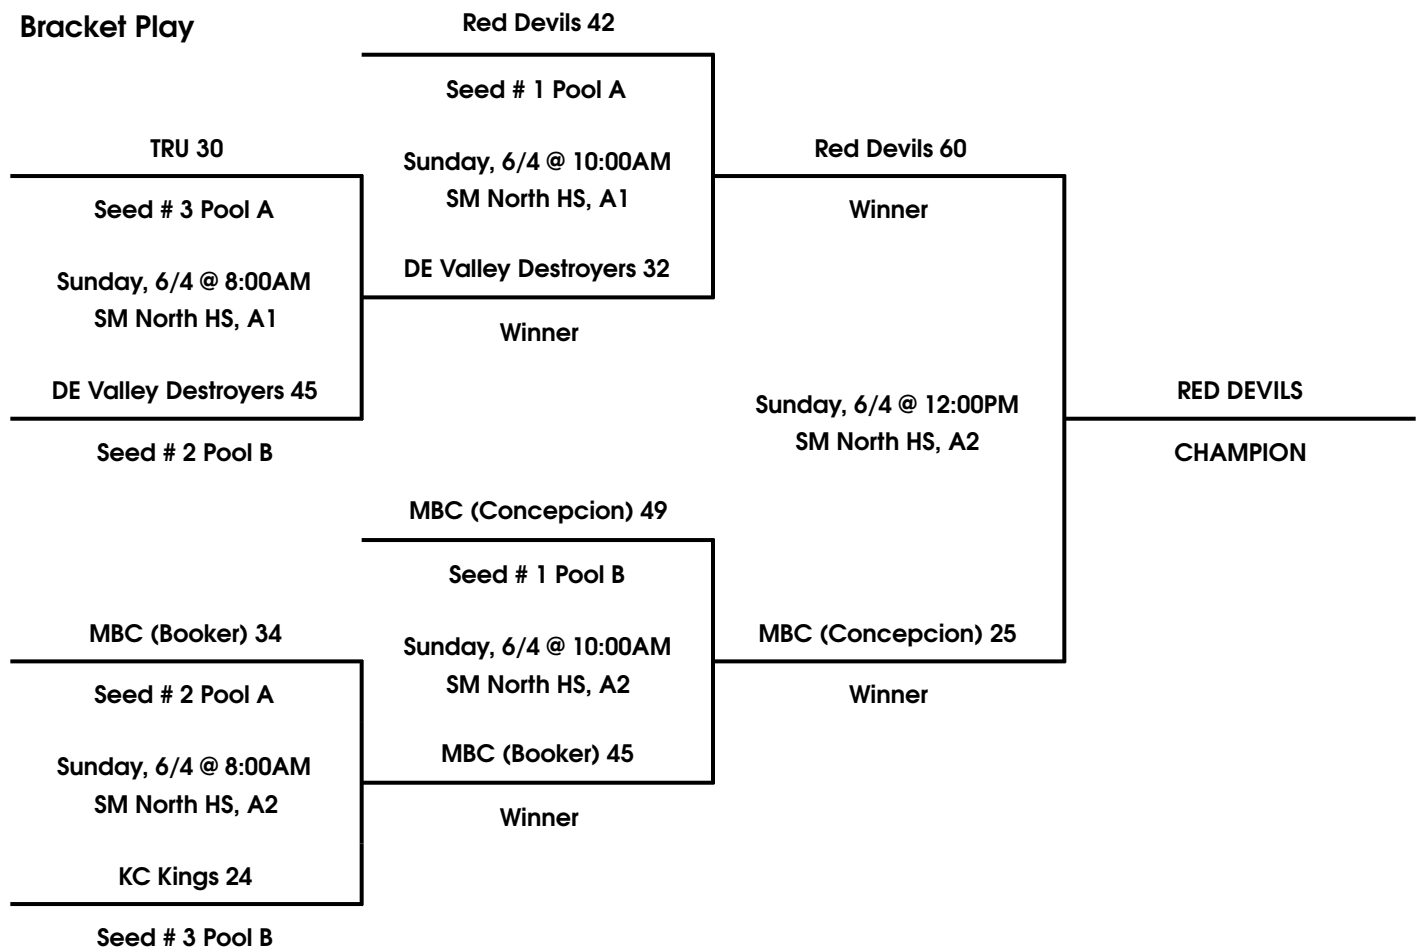 Bracket Play
Red Devils 42
Seed # 1 Pool A
TRU 30
Sunday, 6/4 @ 10:00AM
SM North HS, A1
Red Devils 60
Seed # 3 Pool A
Winner
Sunday, 6/4 @ 8:00AM
SM North HS, A1
DE Valley Destroyers 32
Winner
DE Valley Destroyers 45
Seed # 2 Pool B
Sunday, 6/4 @ 12:00PM
SM North HS, A2
RED DEVILS
CHAMPION
MBC (Concepcion) 49
Seed # 1 Pool B
MBC (Booker) 34
Sunday, 6/4 @ 10:00AM
SM North HS, A2
MBC (Concepcion) 25
Seed # 2 Pool A
Winner
Sunday, 6/4 @ 8:00AM
SM North HS, A2
MBC (Booker) 45
Winner
KC Kings 24
Seed # 3 Pool B